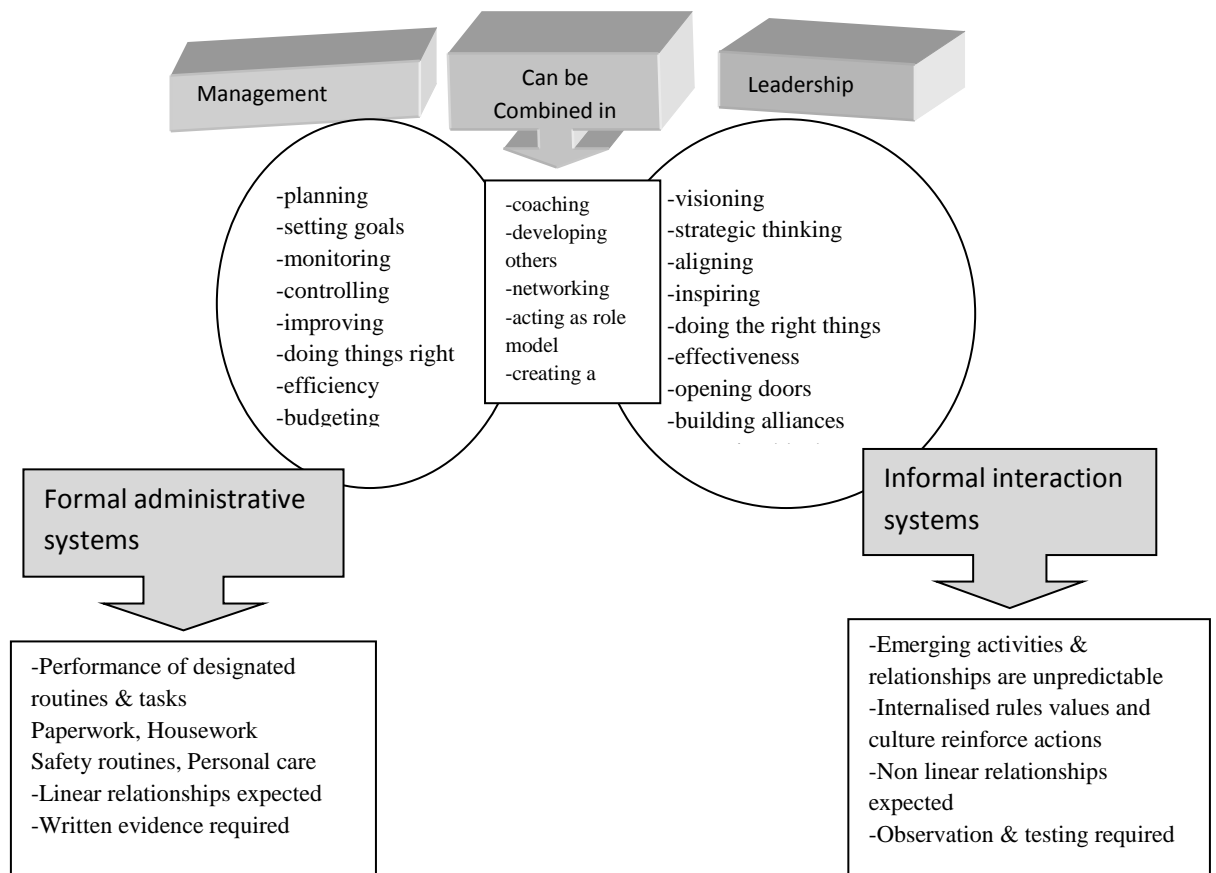 Management
Can be
Combined in
Leadership
-planning
-setting goals
-monitoring
-controlling
-improving
-doing things right
-efficiency
-budgeting
-coaching
-developing
others
-networking
-acting as role
model
-creating a
-visioning
-strategic thinking
-aligning
-inspiring
-doing the right things
-effectiveness
-opening doors
-building alliances
Formal administrative
systems
Informal interaction
systems
-Performance of designated
routines & tasks
Paperwork, Housework
Safety routines, Personal care
-Linear relationships expected
-Written evidence required
-Emerging activities &
relationships are unpredictable
-Internalised rules values and
culture reinforce actions
-Non linear relationships
expected
-Observation & testing required